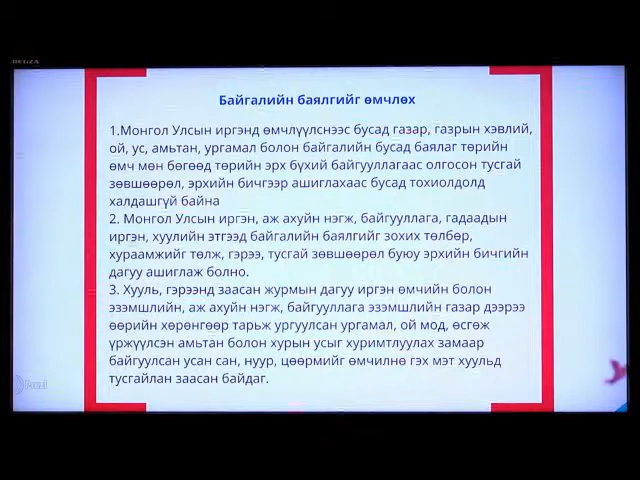 REGZA
Байгалийн баялгийг өмчлөх
1.Монгол Улсын иргэнд өмчлүүлснээс бусад газар, газрын хэвлий,
ой, ус, амьтан, ургамал болон байгалийн бусад баялаг төрийн
өмч мөн бөгөөд төрийн эрх бүхий байгууллагаас олгосон тусгай
зөвшөөрөл, эрхийн бичгээр ашиглахаас бусад тохиолдолд
халдашгүй байна
2. Монгол Улсын иргэн, аж ахуйн нэгж, байгууллага, гадаадын
иргэн, хуулийн этгээд байгалийн баялгийг зохих төлбөр,
хураамжийг төлж, гэрээ, тусгай зөвшөөрөл буюу эрхийн бичгийн
дагуу ашиглаж болно.
3. Хууль, гэрээнд заасан журмын дагуу иргэн өмчийн болон
эзэмшлийн, аж ахуйн нэгж, байгууллага эзэмшлийн газар дээрээ
өөрийн хөрөнгөөр тарьж ургуулсан ургамал, ой мод, өсгөж
үржүүлсэн амьтан болон хурын усыг хуримтлуулах замаар
байгуулсан усан сан, нуур, цөөрмийг өмчилнө гэх мэт хуульд
тусгайлан заасан байдаг.